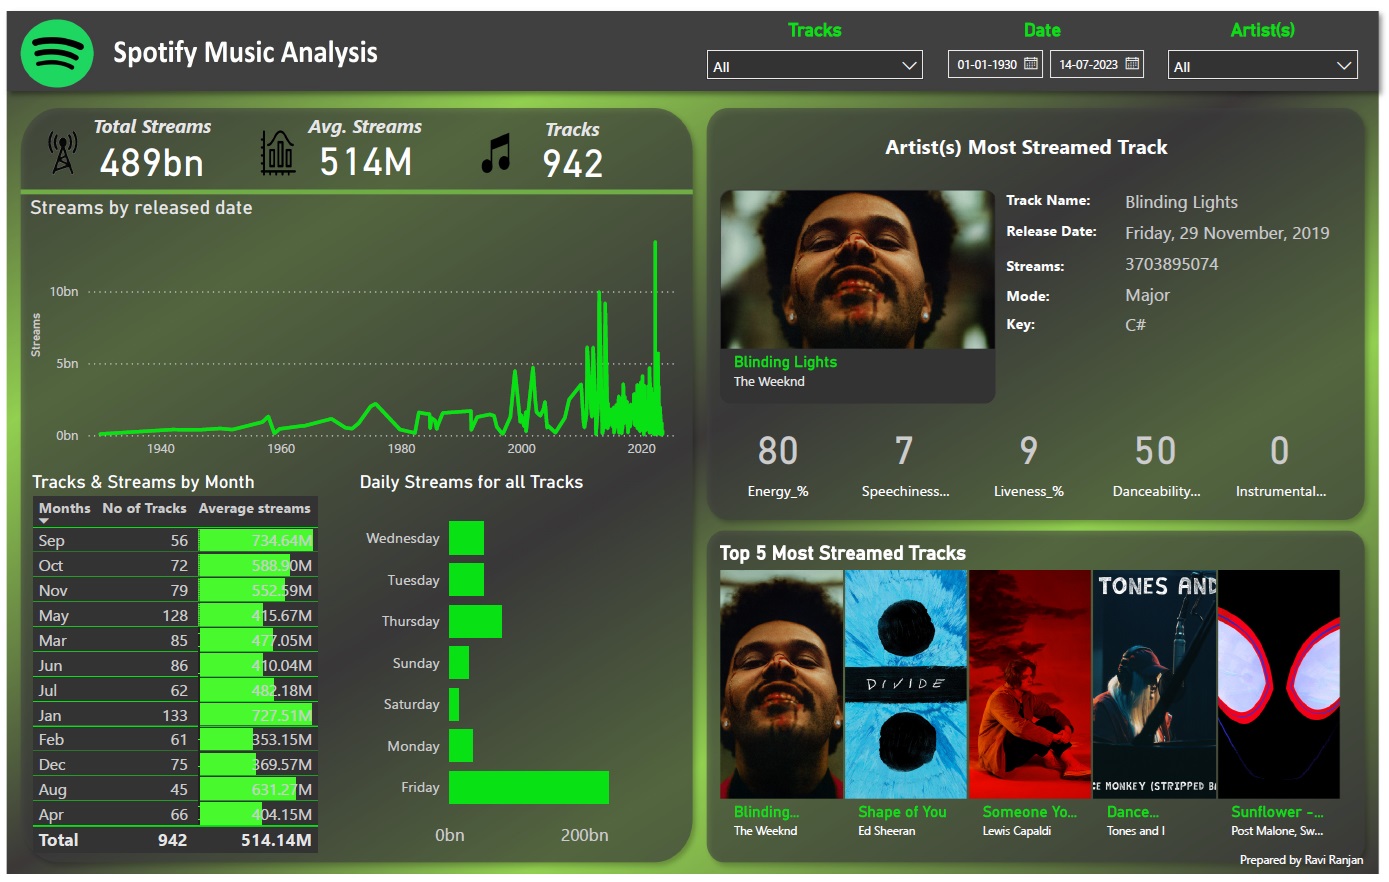 Spotify Music Analysis
Tracks
All
Date
01-01-1930
14-07-2023
Artist(s)
All
Total Streams
489bn
Avg. Streams
514M
Tracks
942
Streams by released date
Streams
10bn
5bn
0bn
1940 1960 1980 2000 2020
Tracks & Streams by Month
Months No of Tracks Average streams
Sep 56 734.64M
Oct 72 588.90M
Nov 79 552.59M
May 128 415.67M
Mar 85 477.05M
Jun 86 410.04M
Jul 62 482.18M
Jan 133 727.51M
Feb 61 353.15M
Dec 75 369.57M
Aug 45 631.27M
Apr 66 404.15M
Total 942 514.14M
Daily Streams for all Tracks
Wednesday
Tuesday
Thursday
Sunday
Saturday
Monday
Friday
0bn 200bn
Artist(s) Most Streamed Track
Blinding Lights
The Weeknd
Track Name: Blinding Lights
Release Date: Friday, 29 November, 2019
Streams: 3703895074
Mode: Major
Key: C#
80 7 9 50 0
Energy_% Speechiness... Liveness_% Danceability... Instrumental...
Top 5 Most Streamed Tracks
DIVIDE
TONES AND
CE MONKEY (STRIPPED BA
Blinding...
The Weeknd
Shape of You
Ed Sheeran
Someone Yo...
Lewis Capaldi
Dance...
Tones and I
Sunflower -...
Post Malone, Sw...
Prepared by Ravi Ranjan